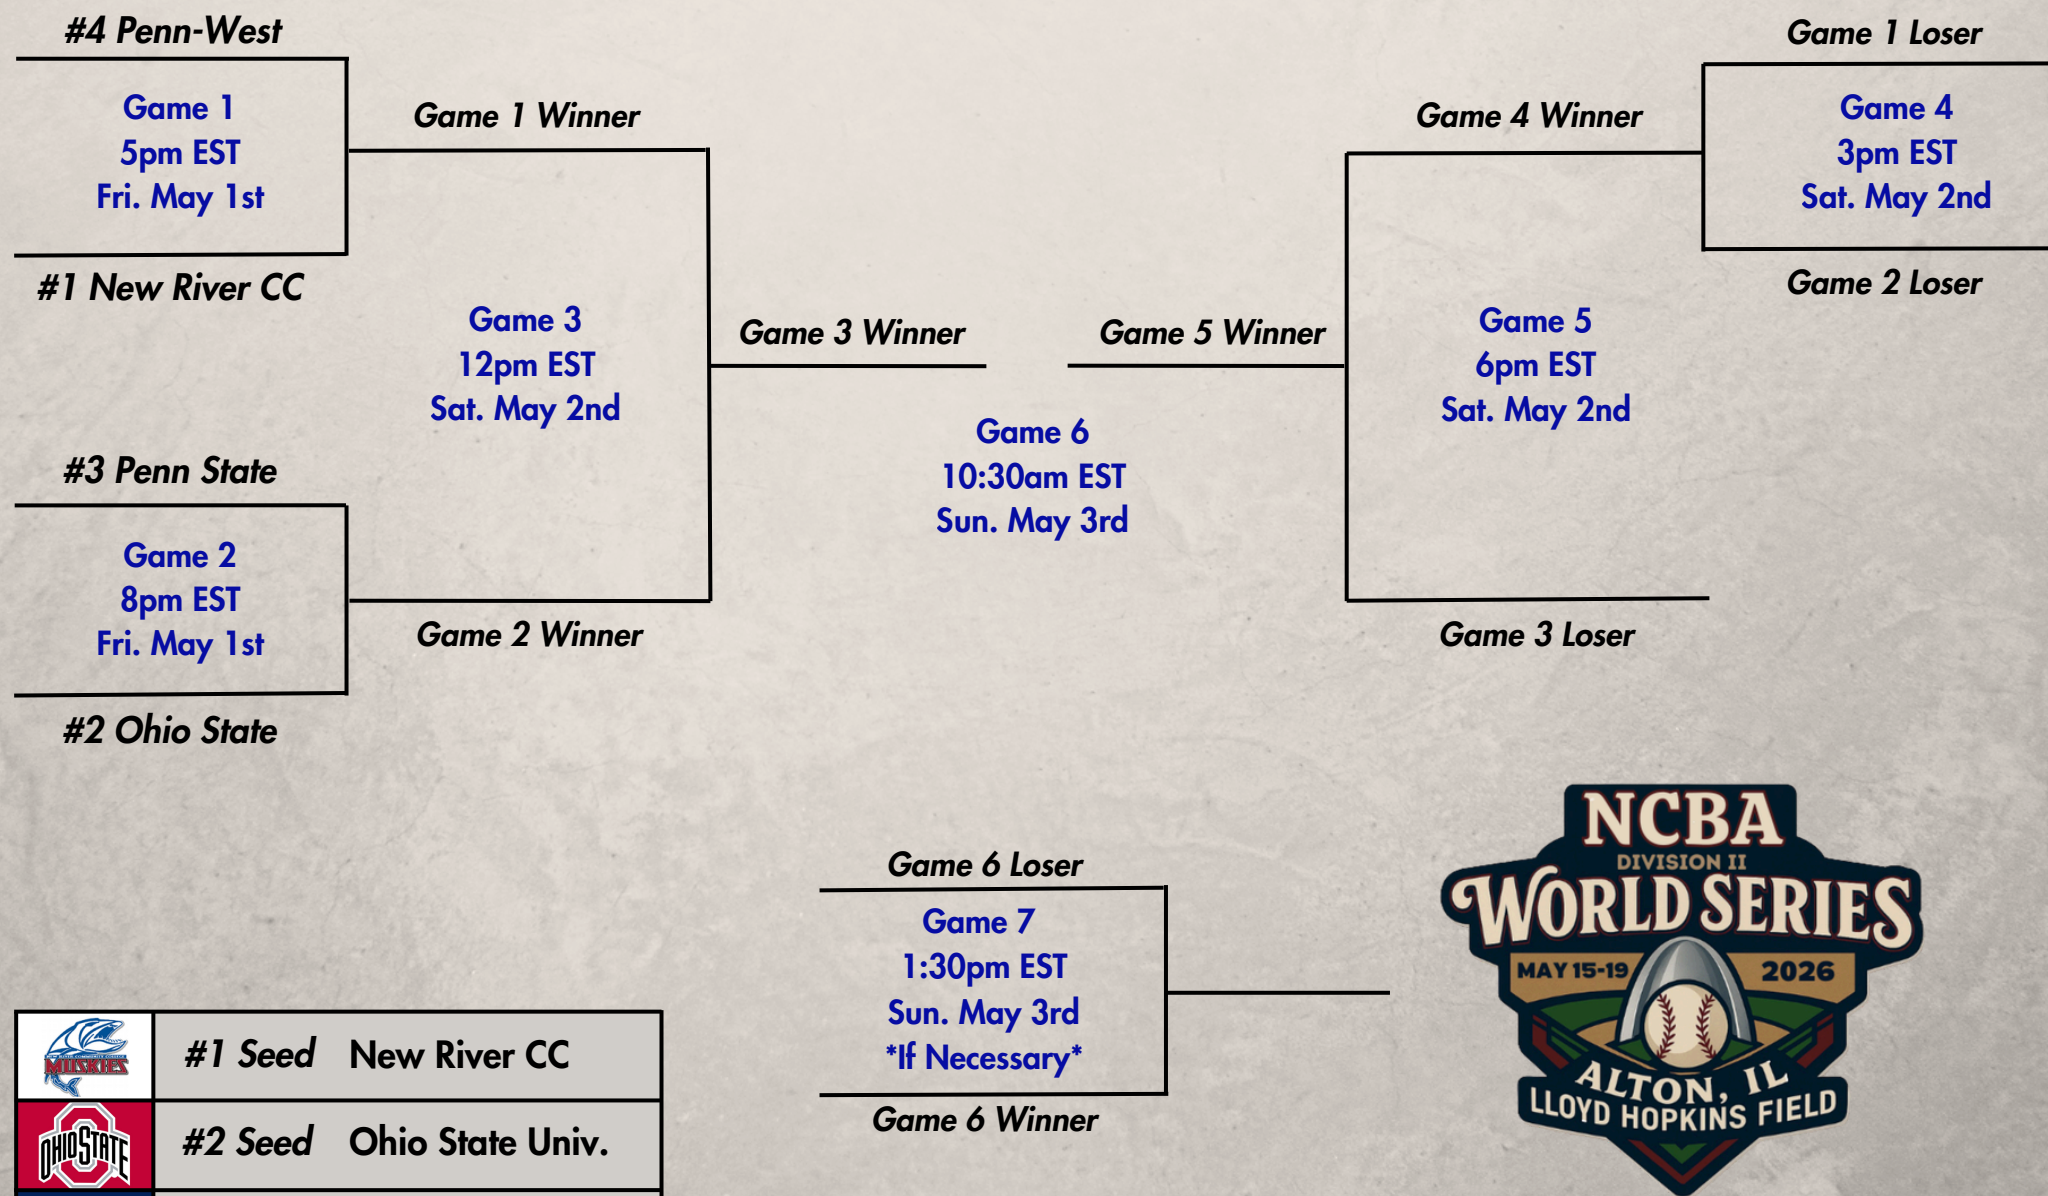 #4 Penn-West
Game 1
5pm EST
Fri. May 1st
#1 New River CC
Game 1 Winner
Game 3
12pm EST
Sat. May 2nd
#3 Penn State
Game 2
8pm EST
Fri. May 1st
#2 Ohio State
Game 2 Winner
Game 3 Winner
Game 5 Winner
Game 6
10:30am EST
Sun. May 3rd
Game 1 Loser
Game 4
3pm EST
Sat. May 2nd
Game 2 Loser
Game 4 Winner
Game 5
6pm EST
Sat. May 2nd
Game 3 Loser
Game 6 Loser
Game 7
1:30pm EST
Sun. May 3rd
*If Necessary*
Game 6 Winner
MUSKIES
#1 Seed New River CC
OHIO STATE
#2 Seed Ohio State Univ.
NCBA
DIVISION II
WORLD SERIES
MAY 15-19 2026
ALTON, IL
LLOYD HOPKINS FIELD